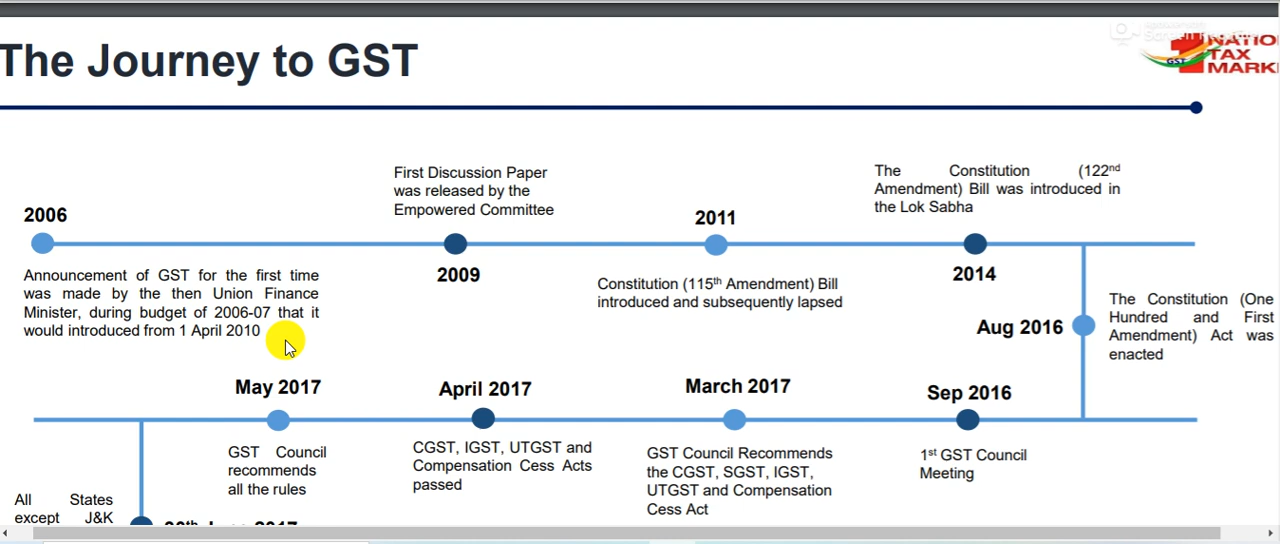 The Journey to GST
NATIO
TAX
MARK
GST
First Discussion Paper
was released by the
Empowered Committee
The Constitution (122nd
Amendment) Bill was introduced in
the Lok Sabha
2006
2011
Announcement of GST for the first time
was made by the then Union Finance
Minister, during budget of 2006-07 that it
would introduced from 1 April 2010
2009
Constitution (115th Amendment) Bill
introduced and subsequently lapsed
2014
Aug 2016
The Constitution (One
Hundred and First
Amendment) Act was
enacted
May 2017
April 2017
March 2017
Sep 2016
GST Council
recommends
all the rules
CGST, IGST, UTGST and
Compensation Cess Acts
passed
GST Council Recommends
the CGST, SGST, IGST,
UTGST and Compensation
Cess Act
1st GST Council
Meeting
All States
except J&K